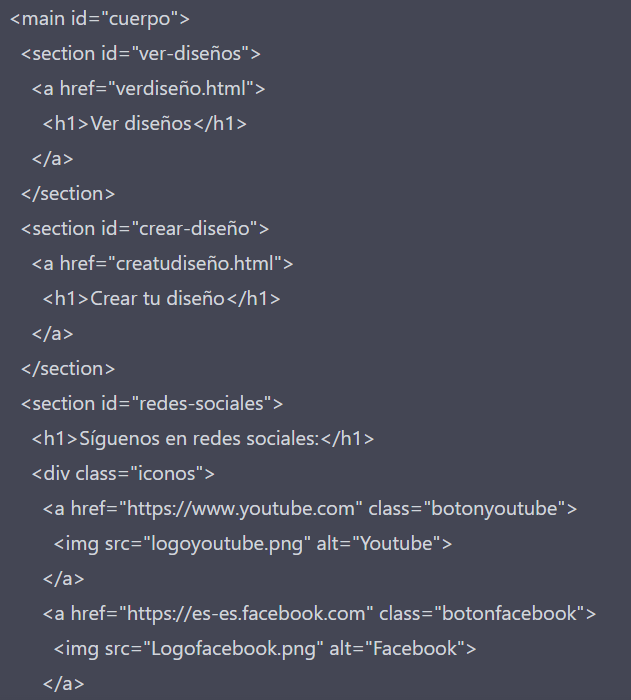 <main id="cuerpo">
<section id="ver-diseños">
<a href="verdiseño.html">
<h1>Ver diseños</h1>
</a>
</section>
<section id="crear-diseño">
<a href="creatudiseño.html">
<h1>Crear tu diseño</h1>
</a>
</section>
<section id="redes-sociales">
<h1>Síguenos en redes sociales:</h1>
<div class="iconos">
<a href="https://www.youtube.com" class="botonyoutube">
<img src="logoyoutube.png" alt="Youtube">
</a>
<a href="https://es-es.facebook.com" class="botonfacebook">
<img src="Logofacebook.png" alt="Facebook">
</a>